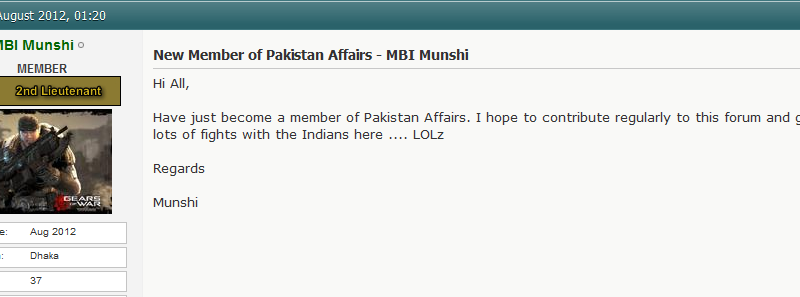 August 2012, 01:20
MBI Munshi
MEMBER
2nd Lieutenant
GEARS
OF WAR
Aug 2012
Dhaka
37
New Member of Pakistan Affairs - MBI Munshi
Hi All,
Have just become a member of Pakistan Affairs. I hope to contribute regularly to this forum and
lots of fights with the Indians here .... LOLz
Regards
Munshi